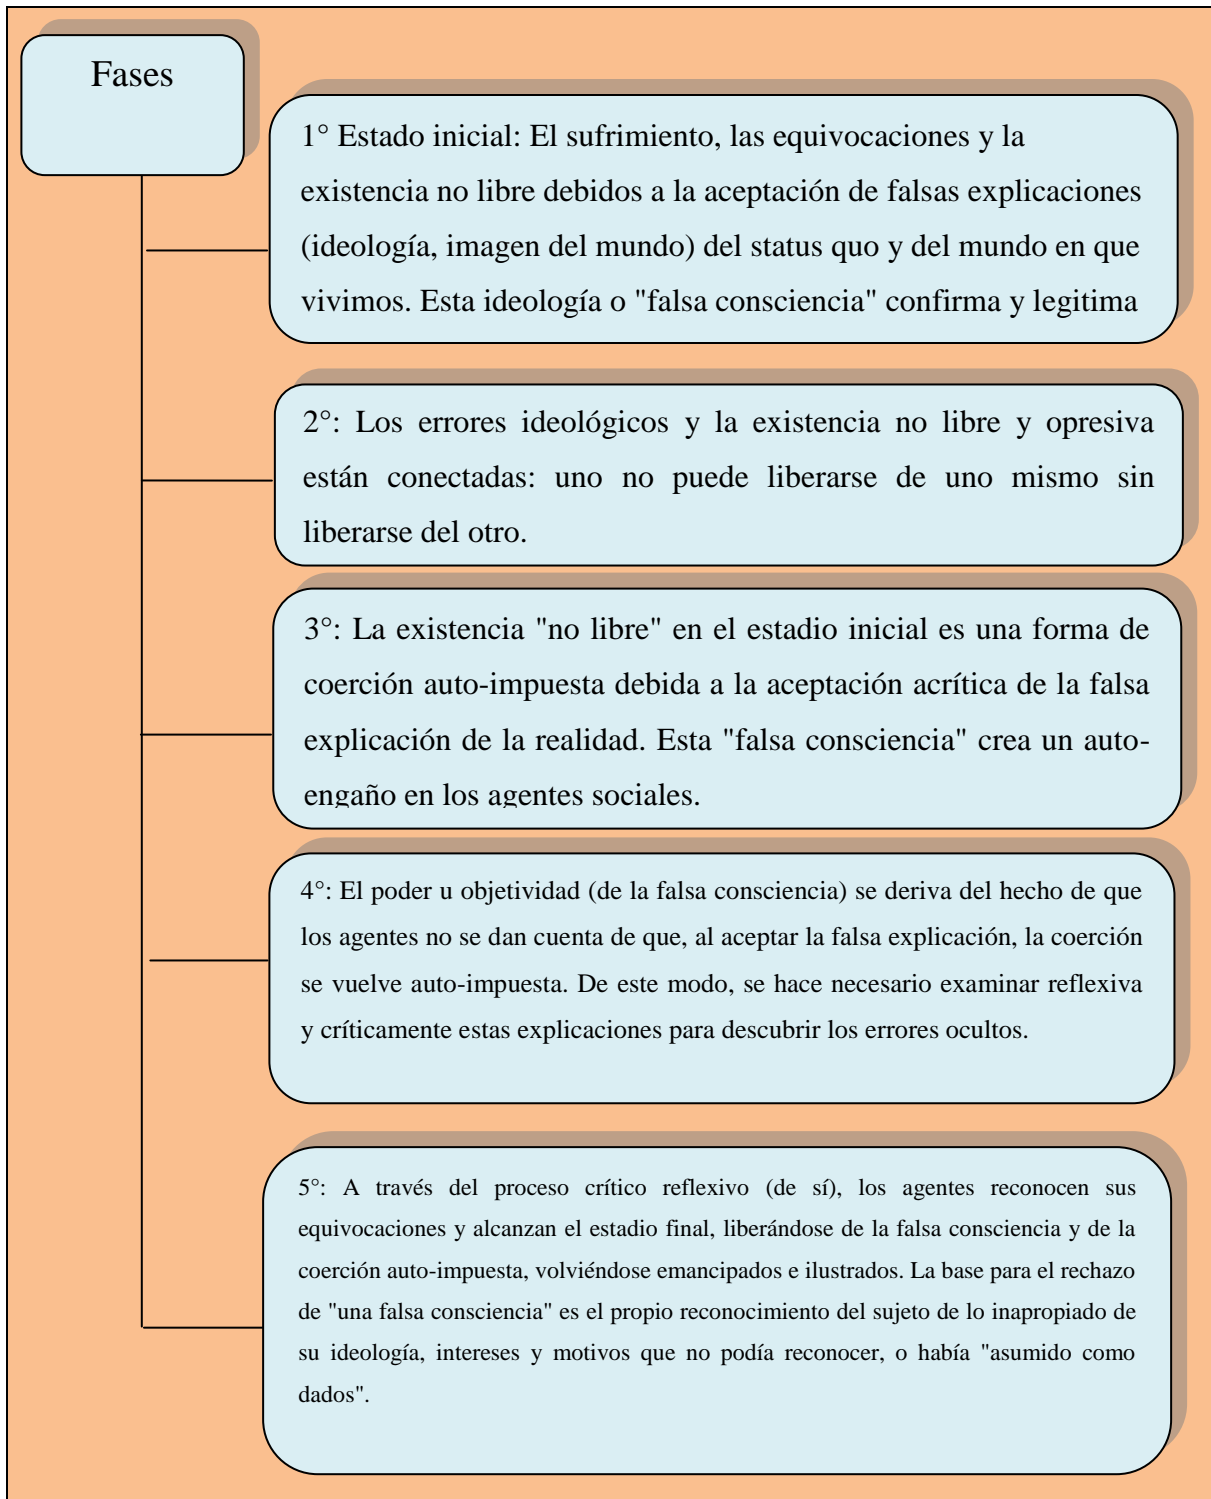 Fases
1° Estado inicial: El sufrimiento, las equivocaciones y la
existencia no libre debidos a la aceptación de falsas explicaciones
(ideología, imagen del mundo) del status quo y del mundo en que
vivimos. Esta ideología o "falsa consciencia" confirma y legitima
2°: Los errores ideológicos y la existencia no libre y opresiva
están conectadas: uno no puede liberarse de uno mismo sin
liberarse del otro.
3°: La existencia "no libre" en el estadio inicial es una forma de
coerción auto-impuesta debida a la aceptación acrítica de la falsa
explicación de la realidad. Esta "falsa consciencia" crea un auto-
engaño en los agentes sociales.
4°: El poder u objetividad (de la falsa consciencia) se deriva del hecho de que
los agentes no se dan cuenta de que, al aceptar la falsa explicación, la coerción
se vuelve auto-impuesta. De este modo, se hace necesario examinar reflexiva
y críticamente estas explicaciones para descubrir los errores ocultos.
5°: A través del proceso crítico reflexivo (de sí), los agentes reconocen sus
equivocaciones y alcanzan el estadio final, liberándose de la falsa consciencia y de la
coerción auto-impuesta, volviéndose emancipados e ilustrados. La base para el rechazo
de "una falsa consciencia" es el propio reconocimiento del sujeto de lo inapropiado de
su ideología, intereses y motivos que no podía reconocer, o había "asumido como
dados".